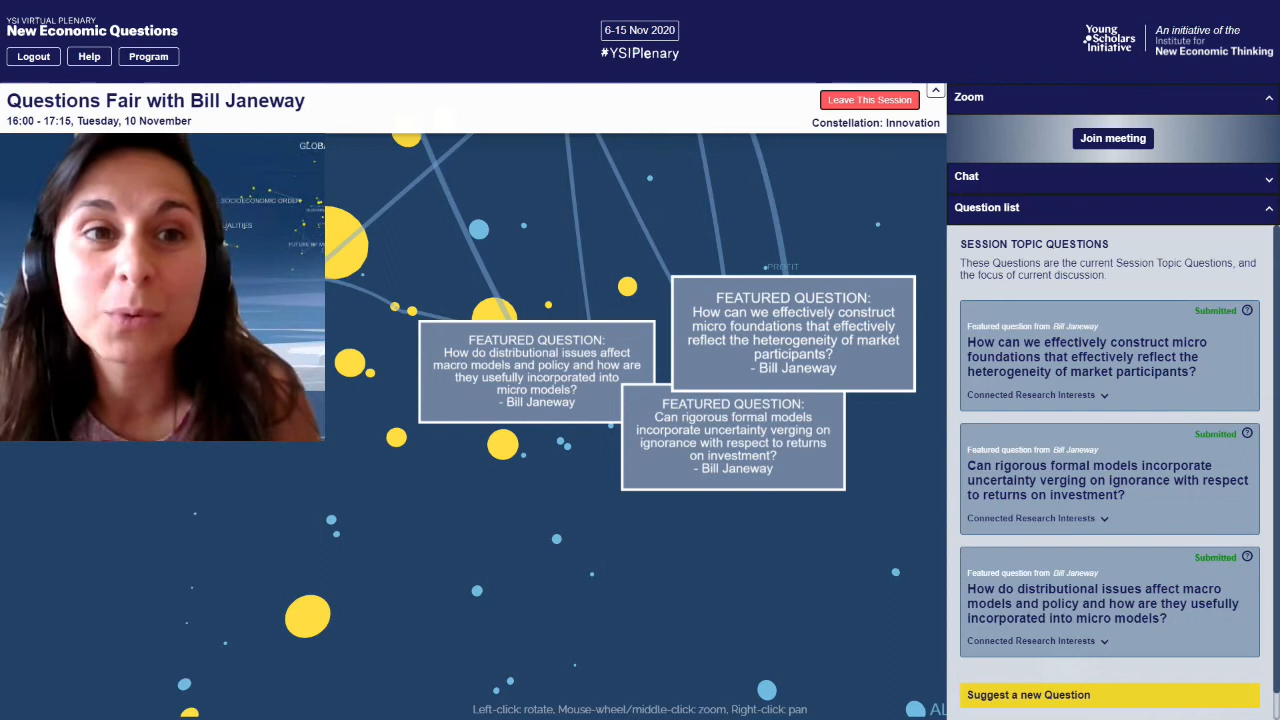 YSI VIRTUAL PLENARY
New Economic Questions
Logout
Help
Program
6-15 Nov 2020
#YSIPlenary
Young
Scholars
Initiative
An initiative of the
Institute for
New Economic Thinking
Questions Fair with Bill Janeway
16:00 - 17:15, Tuesday, 10 November
Leave This Session
Constellation: Innovation
GLOBA
SOCIOECONOMIC ORDER
UALITIES
PROFIT
FEATURED QUESTION:
How do distributional issues affect
macro models and policy and how are
they usefully incorporated into
micro models?
- Bill Janeway
FEATURED QUESTION:
How can we effectively construct
micro foundations that effectively
reflect the heterogeneity of market
participants?
- Bill Janeway
FEATURED QUESTION:
Can rigorous formal models
incorporate uncertainty verging on
ignorance with respect to returns
on investment?
- Bill Janeway
Left-click: rotate, Mouse-wheel/middle-click: zoom, Right-click: pan
AL
Zoom
Join meeting
Chat
Question list
SESSION TOPIC QUESTIONS
These Questions are the current Session Topic Questions, and
the focus of current discussion.
Submitted ?
Featured question from Bill Janeway
How can we effectively construct micro
foundations that effectively reflect the
heterogeneity of market participants?
Connected Research Interests
Submitted ?
Featured question from Bill Janeway
Can rigorous formal models incorporate
uncertainty verging on ignorance with respect
to returns on investment?
Connected Research Interests
Submitted ?
Featured question from Bill Janeway
How do distributional issues affect macro
models and policy and how are they usefully
incorporated into micro models?
Connected Research Interests
Suggest a new Question